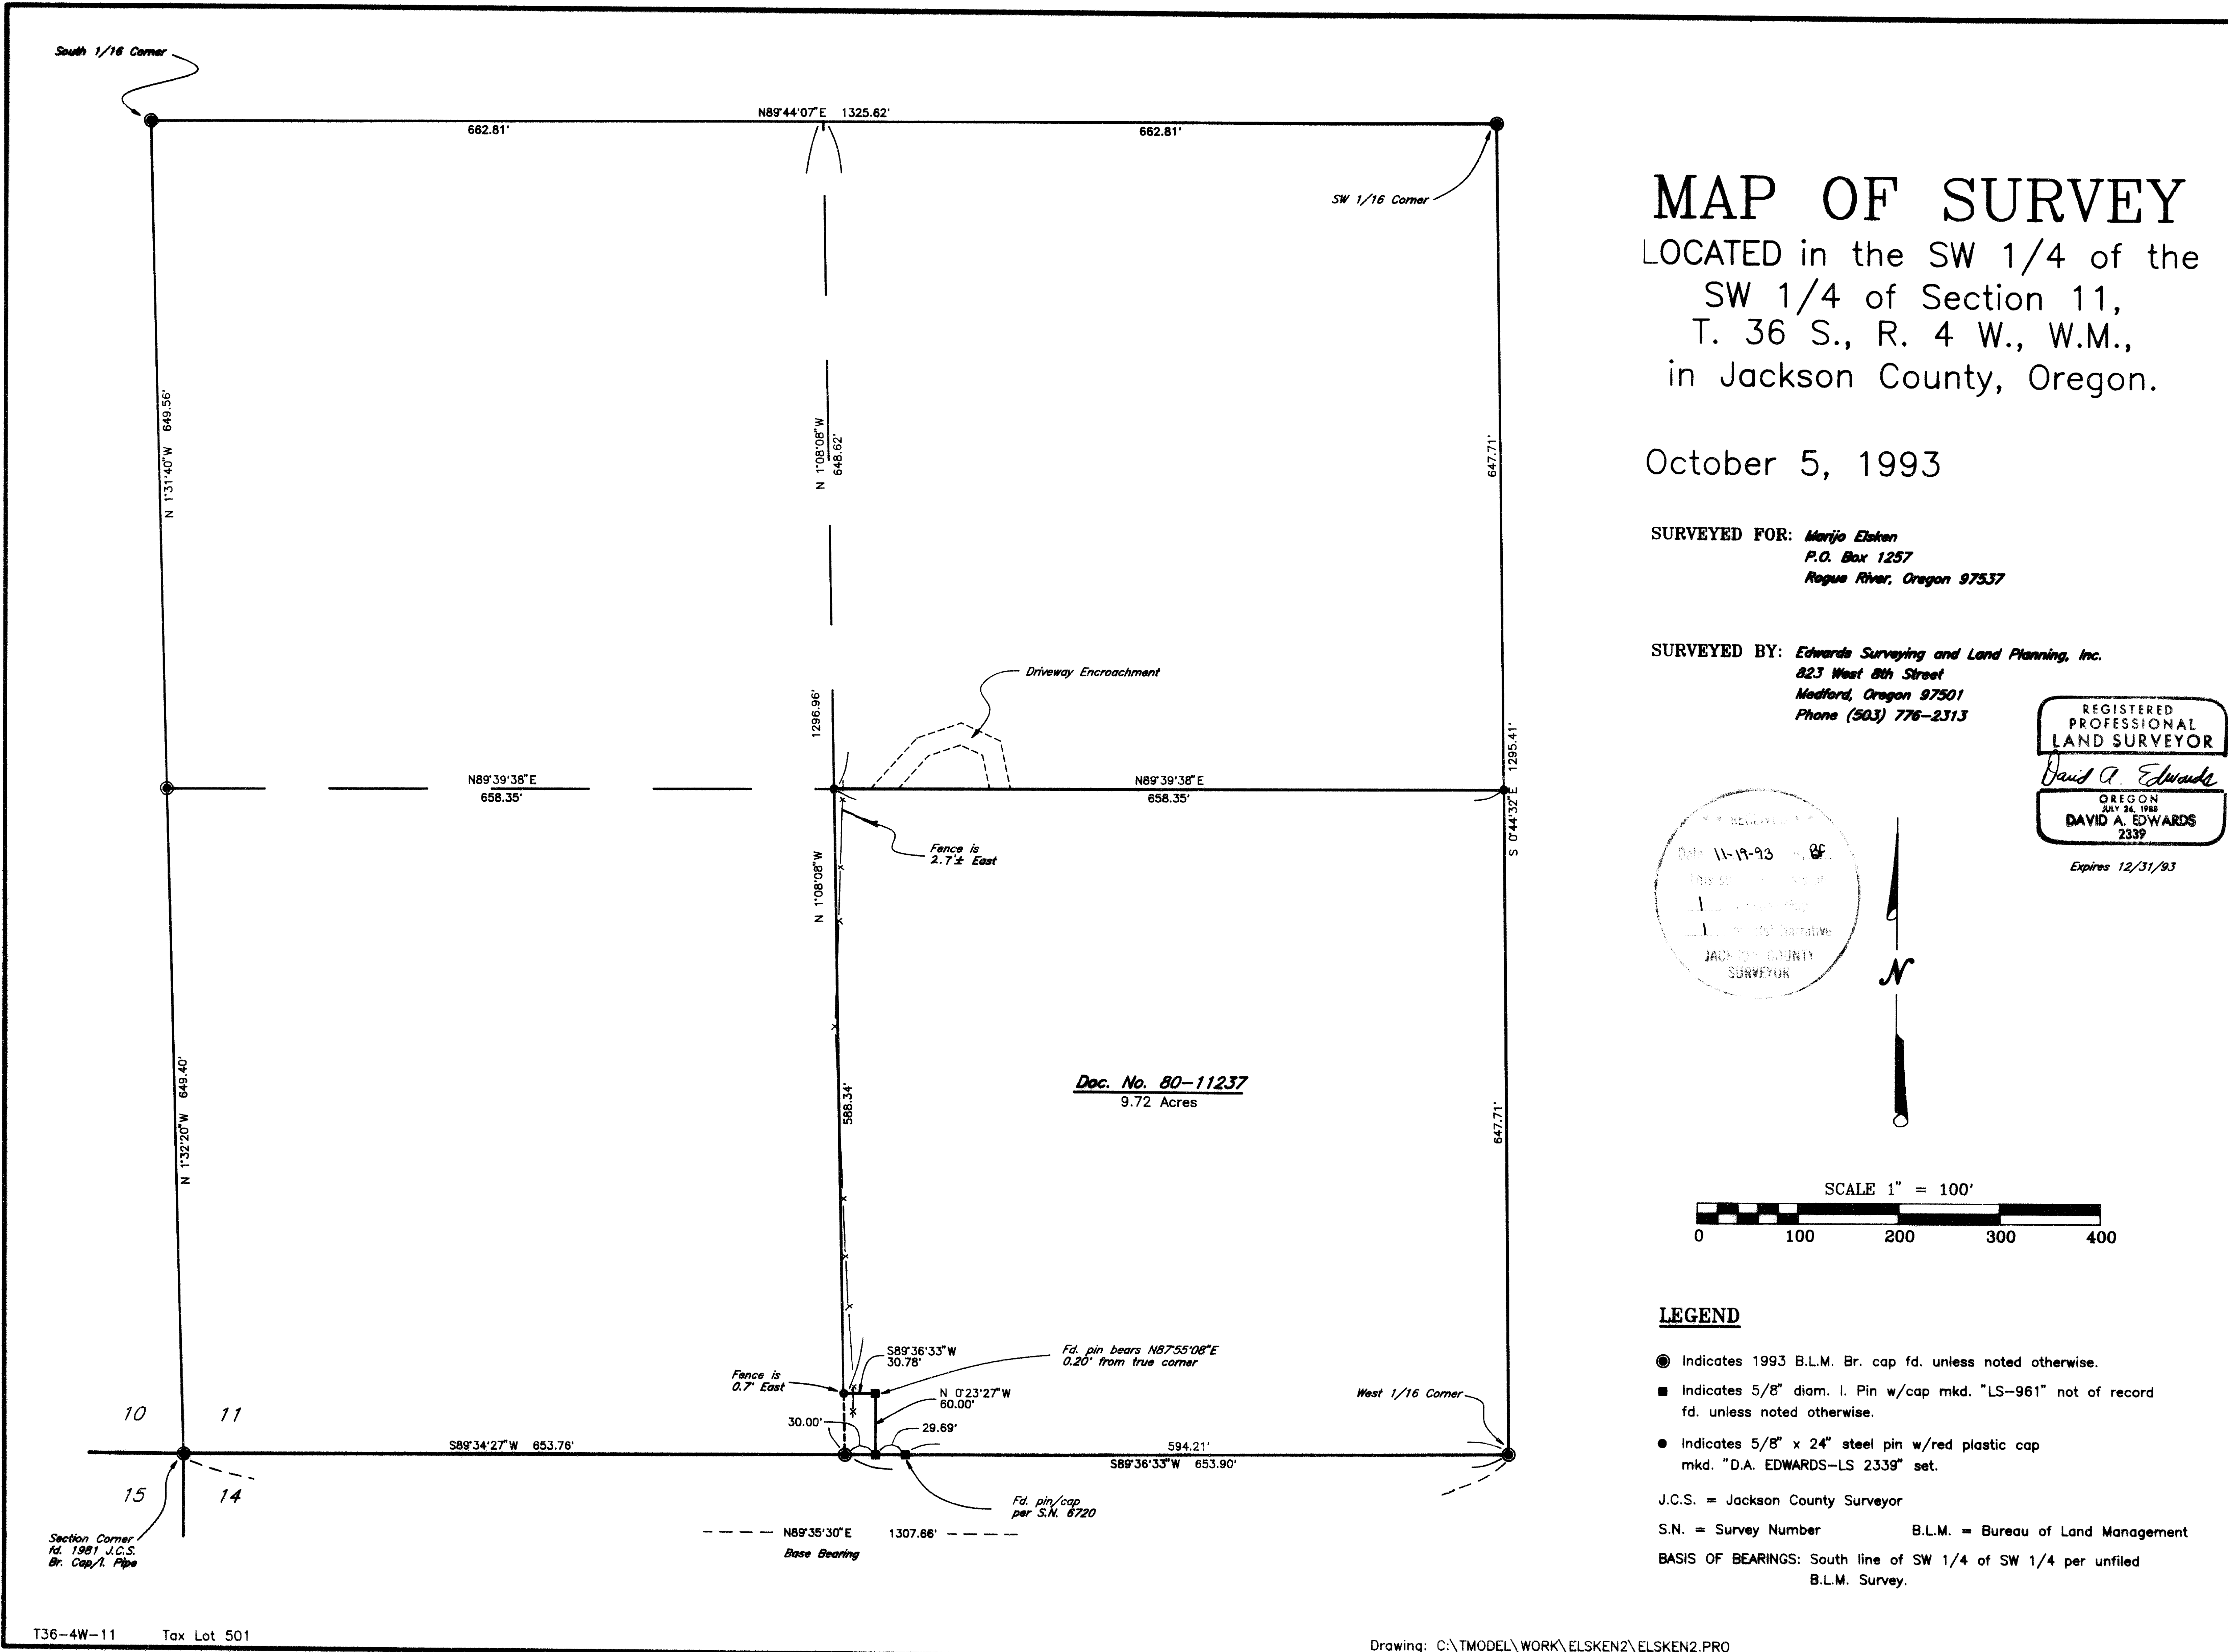 South 1/16 Corner
N89°44'07"E 1325.62'
662.81'
662.81'
SW 1/16 Corner
MAP OF SURVEY
LOCATED in the SW 1/4 of the
SW 1/4 of Section 11,
T. 36 S., R. 4 W., W.M.,
in Jackson County, Oregon.
October 5, 1993
SURVEYED FOR: Marijo Elsken
P.O. Box 1257
Rogue River, Oregon 97537
SURVEYED BY: Edwards Surveying and Land Planning, Inc.
823 West 8th Street
Medford, Oregon 97501
Phone (503) 776-2313
REGISTERED
PROFESSIONAL
LAND SURVEYOR
David A. Edwards
OREGON
JULY 26, 1988
DAVID A. EDWARDS
2339
Expires 12/31/93
RECEIVED
Date 11-19-93
This
1
1 Narrative
JACKSON COUNTY
SURVEYOR
N
N 1°31'40"W 649.56'
N 1°08'08"W
648.62'
647.71'
Driveway Encroachment
1296.96'
S 0°44'32"E 1295.41'
N89°39'38"E
658.35'
N89°39'38"E
658.35'
Fence is
2.7'± East
N 1°08'08"W
588.34'
N 1°32'20"W 649.40'
Doc. No. 80-11237
9.72 Acres
647.71'
SCALE 1" = 100'
0 100 200 300 400
LEGEND
Indicates 1993 B.L.M. Br. cap fd. unless noted otherwise.
Indicates 5/8" diam. I. Pin w/cap mkd. "LS-961" not of record
fd. unless noted otherwise.
Indicates 5/8" x 24" steel pin w/red plastic cap
mkd. "D.A. EDWARDS-LS 2339" set.
J.C.S. = Jackson County Surveyor
S.N. = Survey Number B.L.M. = Bureau of Land Management
BASIS OF BEARINGS: South line of SW 1/4 of SW 1/4 per unfiled
B.L.M. Survey.
S89°36'33"W
30.78'
Fd. pin bears N87°55'08"E
0.20' from true corner
Fence is
0.7' East
N 0°23'27"W
60.00'
West 1/16 Corner
30.00'
29.69'
10 11
S89°34'27"W 653.76'
594.21'
S89°36'33"W 653.90'
15 14
Fd. pin/cap
per S.N. 6720
Section Corner
fd. 1981 J.C.S.
Br. Cap/I. Pipe
N89°35'30"E 1307.66'
Base Bearing
T36-4W-11 Tax Lot 501
Drawing: C:\TMODEL\WORK\ELSKEN2\ELSKEN2.PRO